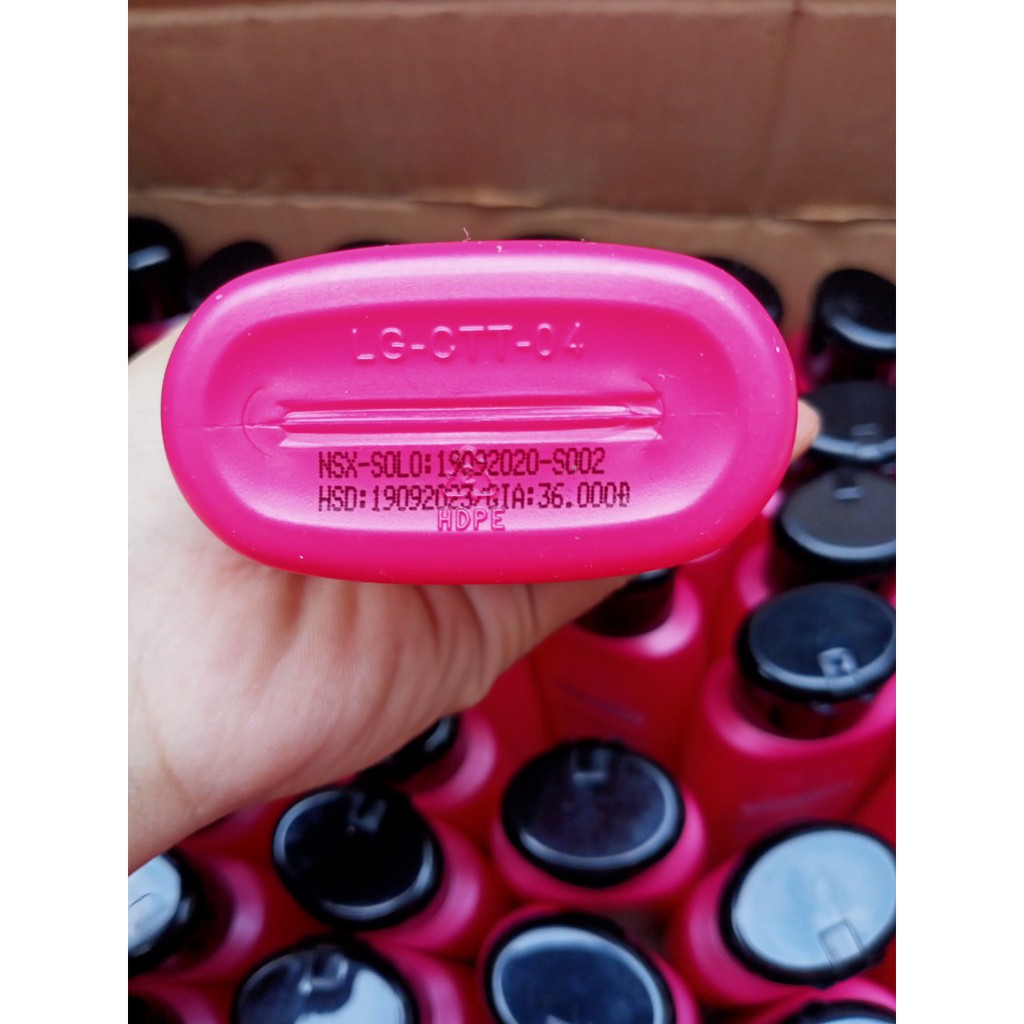 LG-CTT-04
NSX-SOLO:19092020-S002
HSD:19092023/GIA:36.000Đ
HDPE